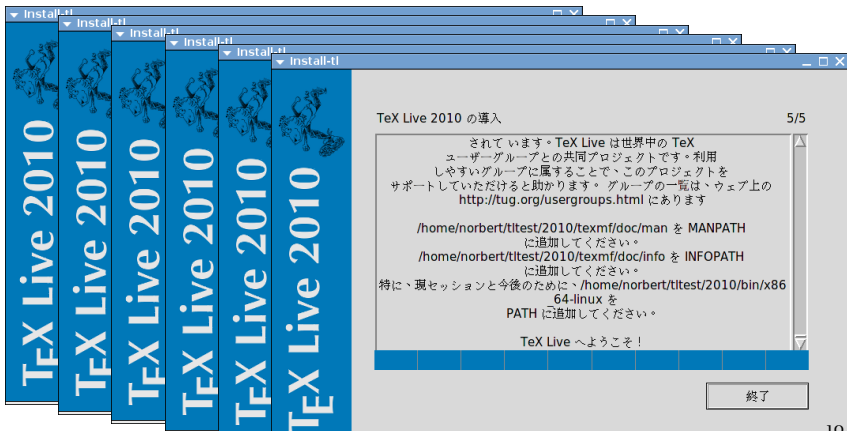 Install-tl
Install-tl
Install-tl
Install-tl
Install-tl
Install-tl
TeX Live 2010
TeX Live 2010
TeX Live 2010
TeX Live 2010
TeX Live 2010
TeX Live 2010
TeX Live 2010 の導入
5/5
されて います。TeX Live は世界中の TeX
ユーザーグループとの共同プロジェクトです。利用
しやすいグループに属することで、このプロジェクトを
サポートしていただけると助かります。 グループの一覧は、ウェブ上の
http://tug.org/usergroups.html にあります
/home/norbert/tltest/2010/texmf/doc/man を MANPATH
に追加してください。
/home/norbert/tltest/2010/texmf/doc/info を INFOPATH
に追加してください。
特に、現セッションと今後のために、/home/norbert/tltest/2010/bin/x86
_64-linux を
PATH に追加してください。
TeX Live へようこそ！
終了